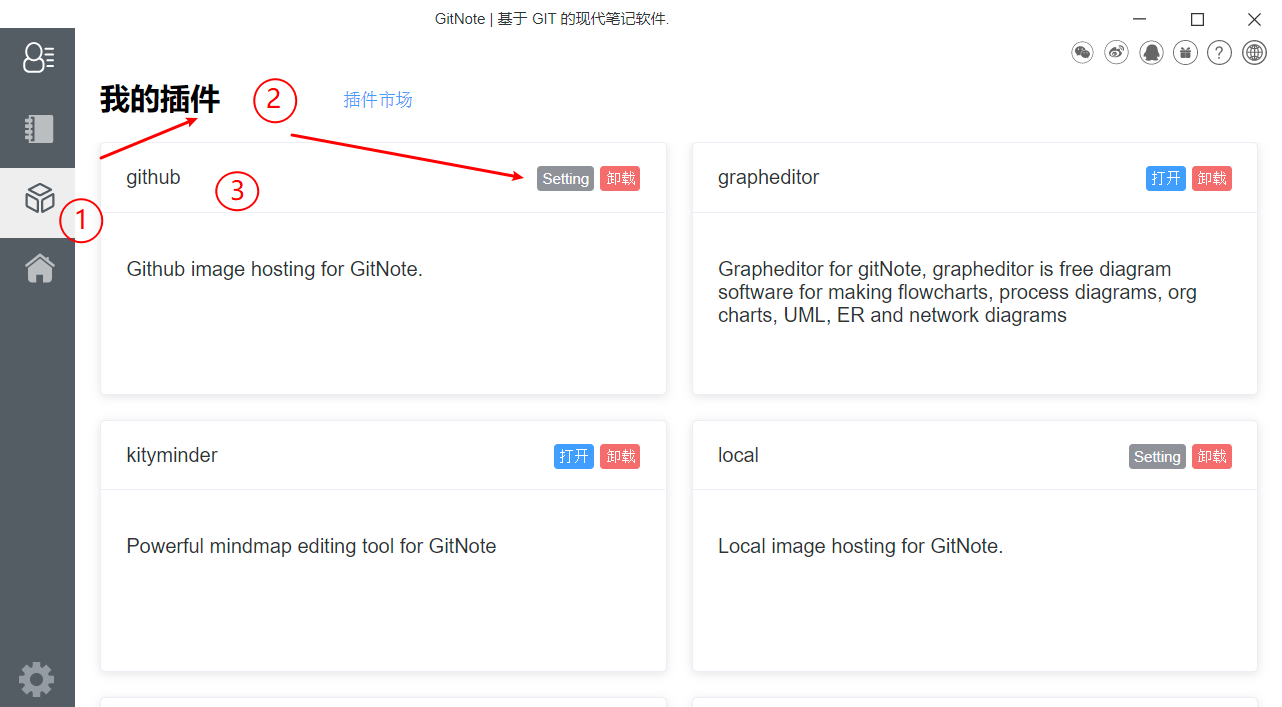 GitNote | 基于 GIT 的现代笔记软件.
?
我的插件
2
插件市场
github
3
Setting
卸载
grapheditor
打开
卸载
1
Github image hosting for GitNote.
Grapheditor for gitNote, grapheditor is free diagram
software for making flowcharts, process diagrams, org
charts, UML, ER and network diagrams
kityminder
打开
卸载
local
Setting
卸载
Powerful mindmap editing tool for GitNote
Local image hosting for GitNote.